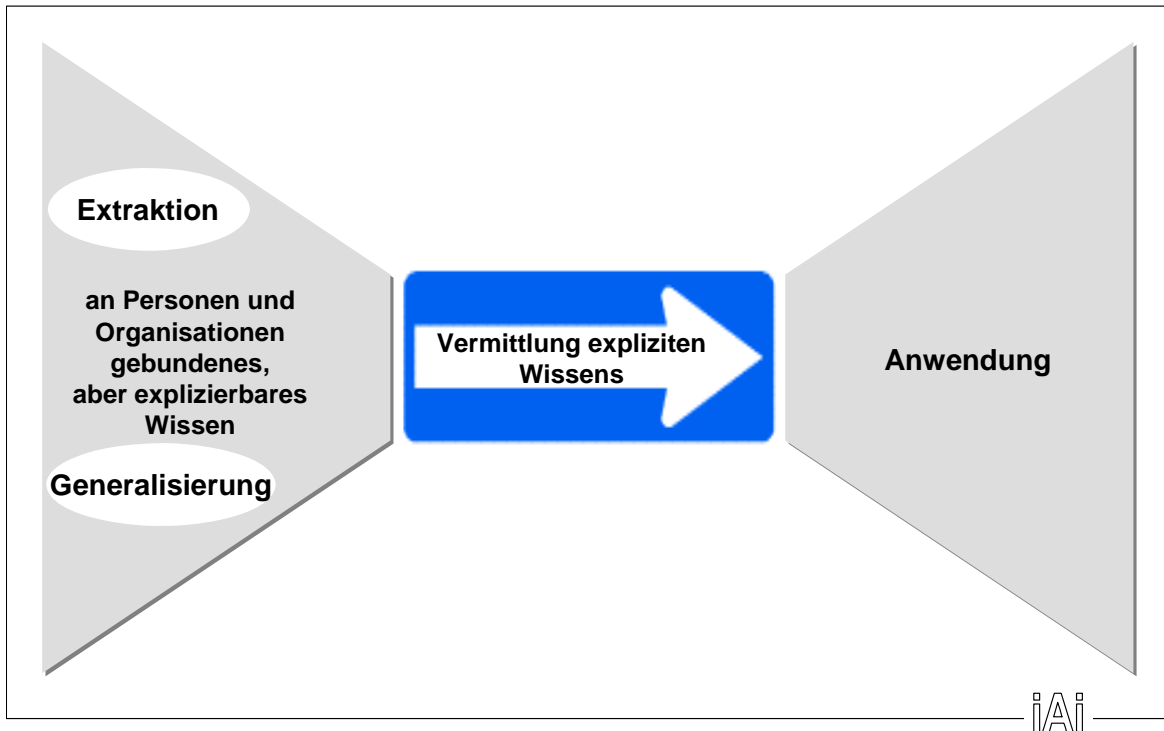 Extraktion
an Personen und
Organisationen
gebundenes,
aber explizierbares
Wissen
Generalisierung
Vermittlung expliziten
Wissens
Anwendung
iAi